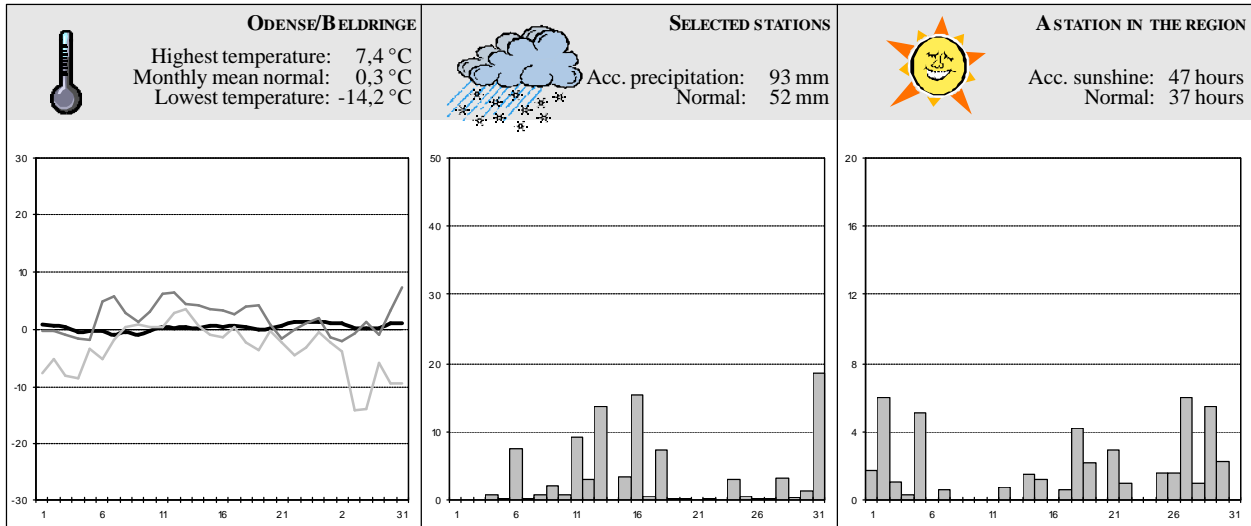 ODENSE/BELDRINGE
Highest temperature: 7,4 °C
Monthly mean normal: 0,3 °C
Lowest temperature: -14,2 °C
SELECTED STATIONS
Acc. precipitation: 93 mm
Normal: 52 mm
A STATION IN THE REGION
Acc. sunshine: 47 hours
Normal: 37 hours
30
20
10
0
-10
-20
-30
1 6 11 16 21 2 31
50
40
30
20
10
0
1 6 11 16 21 26 31
20
16
12
8
4
0
1 6 11 16 21 26 31